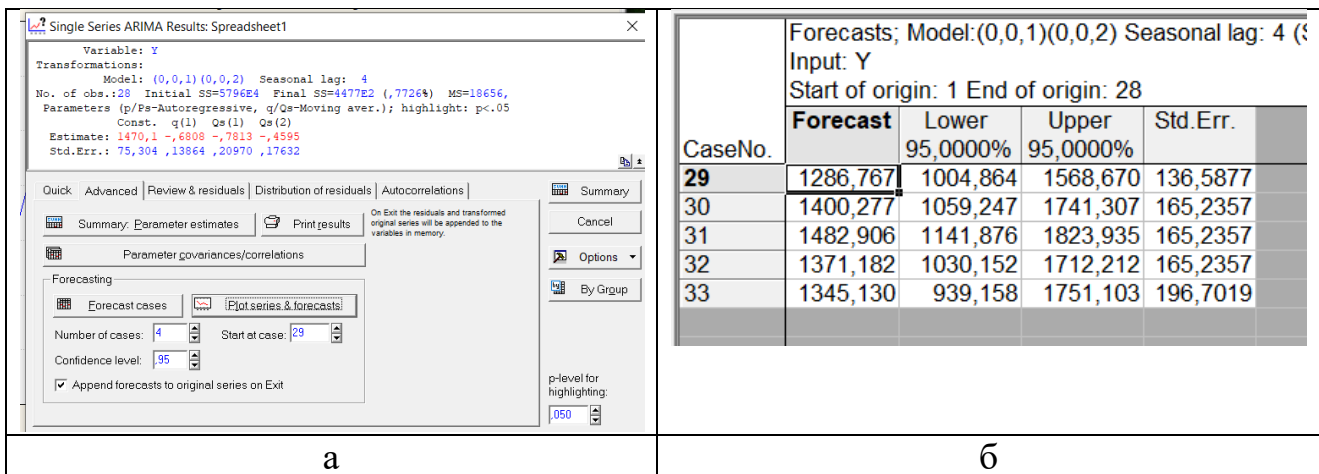 Single Series ARIMA Results: Spreadsheet1
Variable: Y
Transformations:
Model: (0,0,1)(0,0,2) Seasonal lag: 4
No. of obs.:28 Initial SS=5796E4 Final SS=4477E2 (,7726%) MS=18656,
Parameters (p/Ps-Autoregressive, q/Qs-Moving aver.); highlight: p<.05
Const. q(1) Qs(1) Qs(2)
Estimate: 1470,1 -,6808 -,7813 -,4595
Std.Err.: 75,304 ,13864 ,20970 ,17632
Quick Advanced Review & residuals Distribution of residuals Autocorrelations
Summary
Summary: Parameter estimates Print results
On Exit the residuals and transformed
original series will be appended to the
variables in memory.
Cancel
Parameter covariances/correlations
Options
Forecasting
By Group
Forecast cases Plot series & forecasts
Number of cases: 4 Start at case: 29
Confidence level: ,95
Append forecasts to original series on Exit
p-level for
highlighting:
,050
а
Forecasts; Model:(0,0,1)(0,0,2) Seasonal lag: 4
Input: Y
Start of origin: 1 End of origin: 28
CaseNo. Forecast Lower Upper Std.Err.
95,0000% 95,0000%
29 1286,767 1004,864 1568,670 136,5877
30 1400,277 1059,247 1741,307 165,2357
31 1482,906 1141,876 1823,935 165,2357
32 1371,182 1030,152 1712,212 165,2357
33 1345,130 939,158 1751,103 196,7019
б